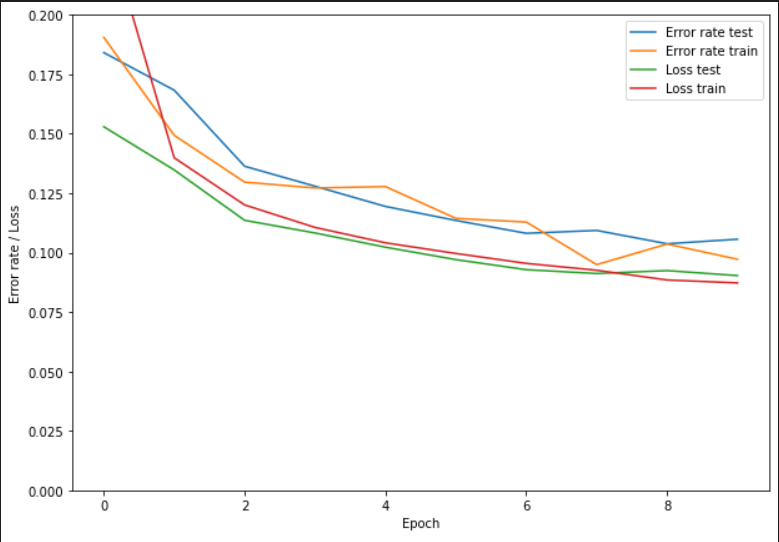 0.200
0.175
0.150
0.125
0.100
0.075
0.050
0.025
0.000
Error rate / Loss
0 2 4 6 8
Epoch
Error rate test
Error rate train
Loss test
Loss train